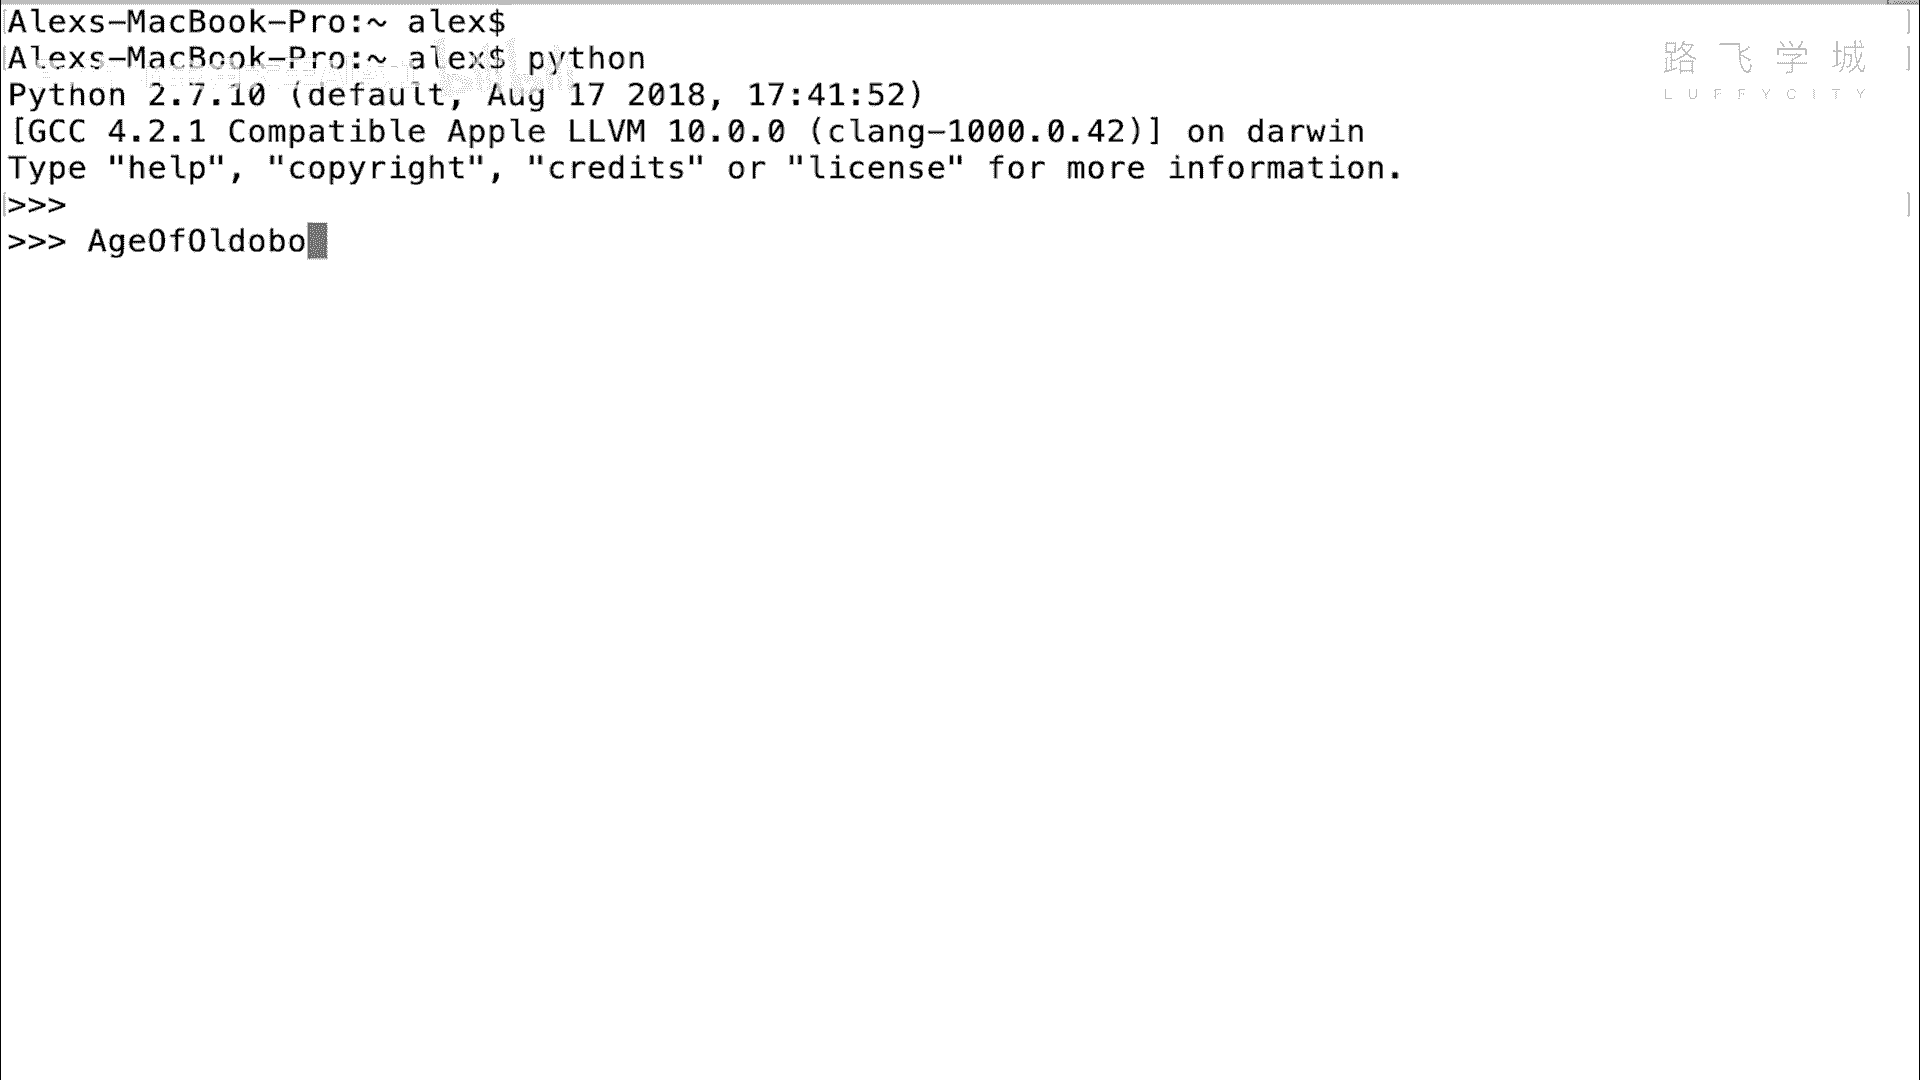 Alexs-MacBook-Pro:~ alex$
Alexs-MacBook-Pro:~ alex$ python
Python 2.7.10 (default, Aug 17 2018, 17:41:52)
[GCC 4.2.1 Compatible Apple LLVM 10.0.0 (clang-1000.0.42)] on darwin
Type "help", "copyright", "credits" or "license" for more information.
>>>
>>> AgeOfOldobo
路飞学城
LUFFYCITY